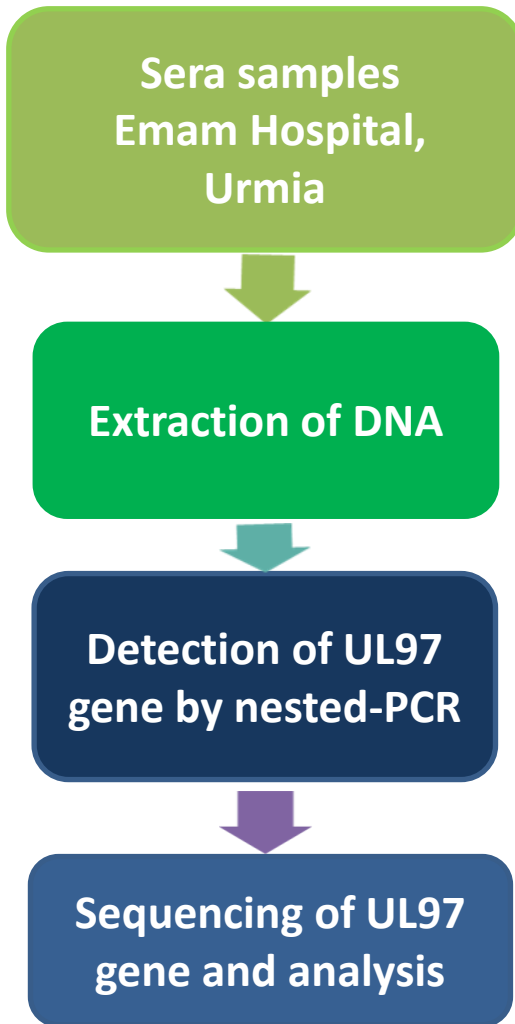 Sera samples
Emam Hospital,
Urmia
Extraction of DNA
Detection of UL97
gene by nested-PCR
Sequencing of UL97
gene and analysis